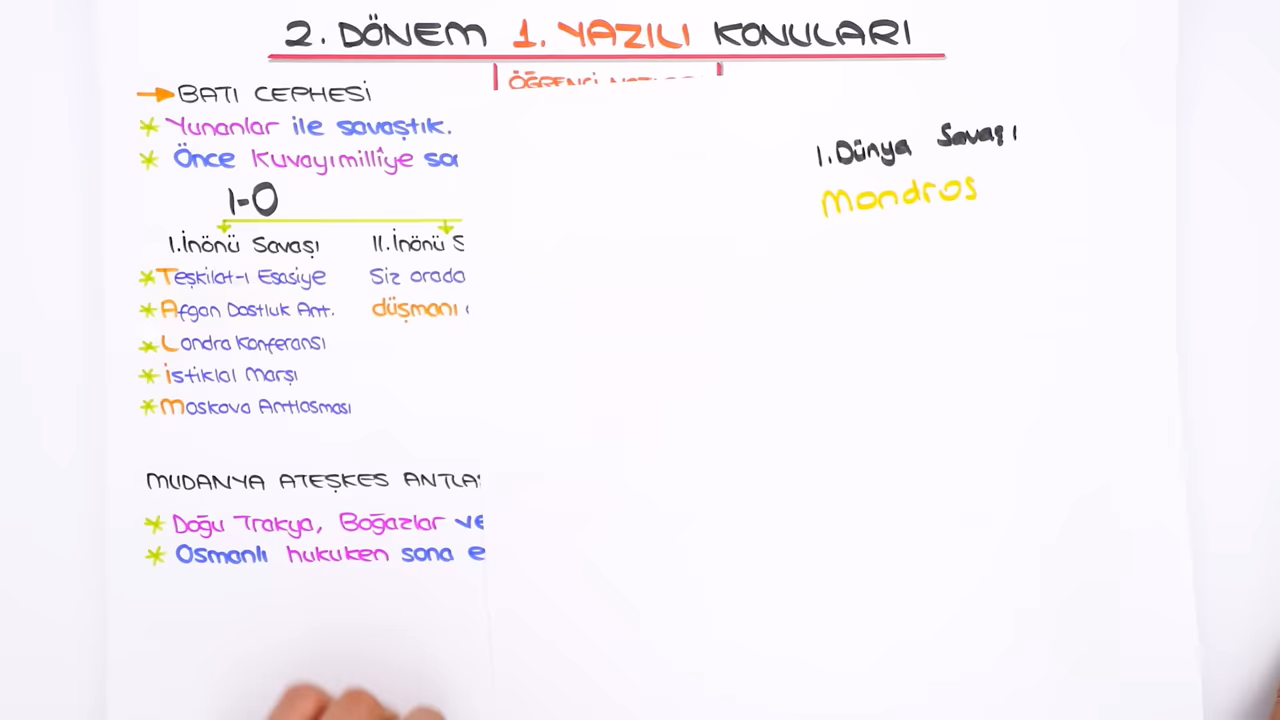 2. DÖNEM 1. YAZILI KONULARI
ÖĞRENCİ
BATI CEPHESİ
Yunanlar ile savaştık.
Önce Kuvayımilliye sa
1-0
I.İnönü Savaşı
II.İnönü S
Teşkilat-ı Esasiye
Siz orada
Afgan Dostluk Ant.
düşmanı
Londra Konferansı
İstiklal Marşı
Moskova Antlaşması
MUDANYA ATEŞKES ANTLA
Doğu Trakya, Boğazlar ve
Osmanlı hukuken sona e
1.Dünya Savaşı
Mondros